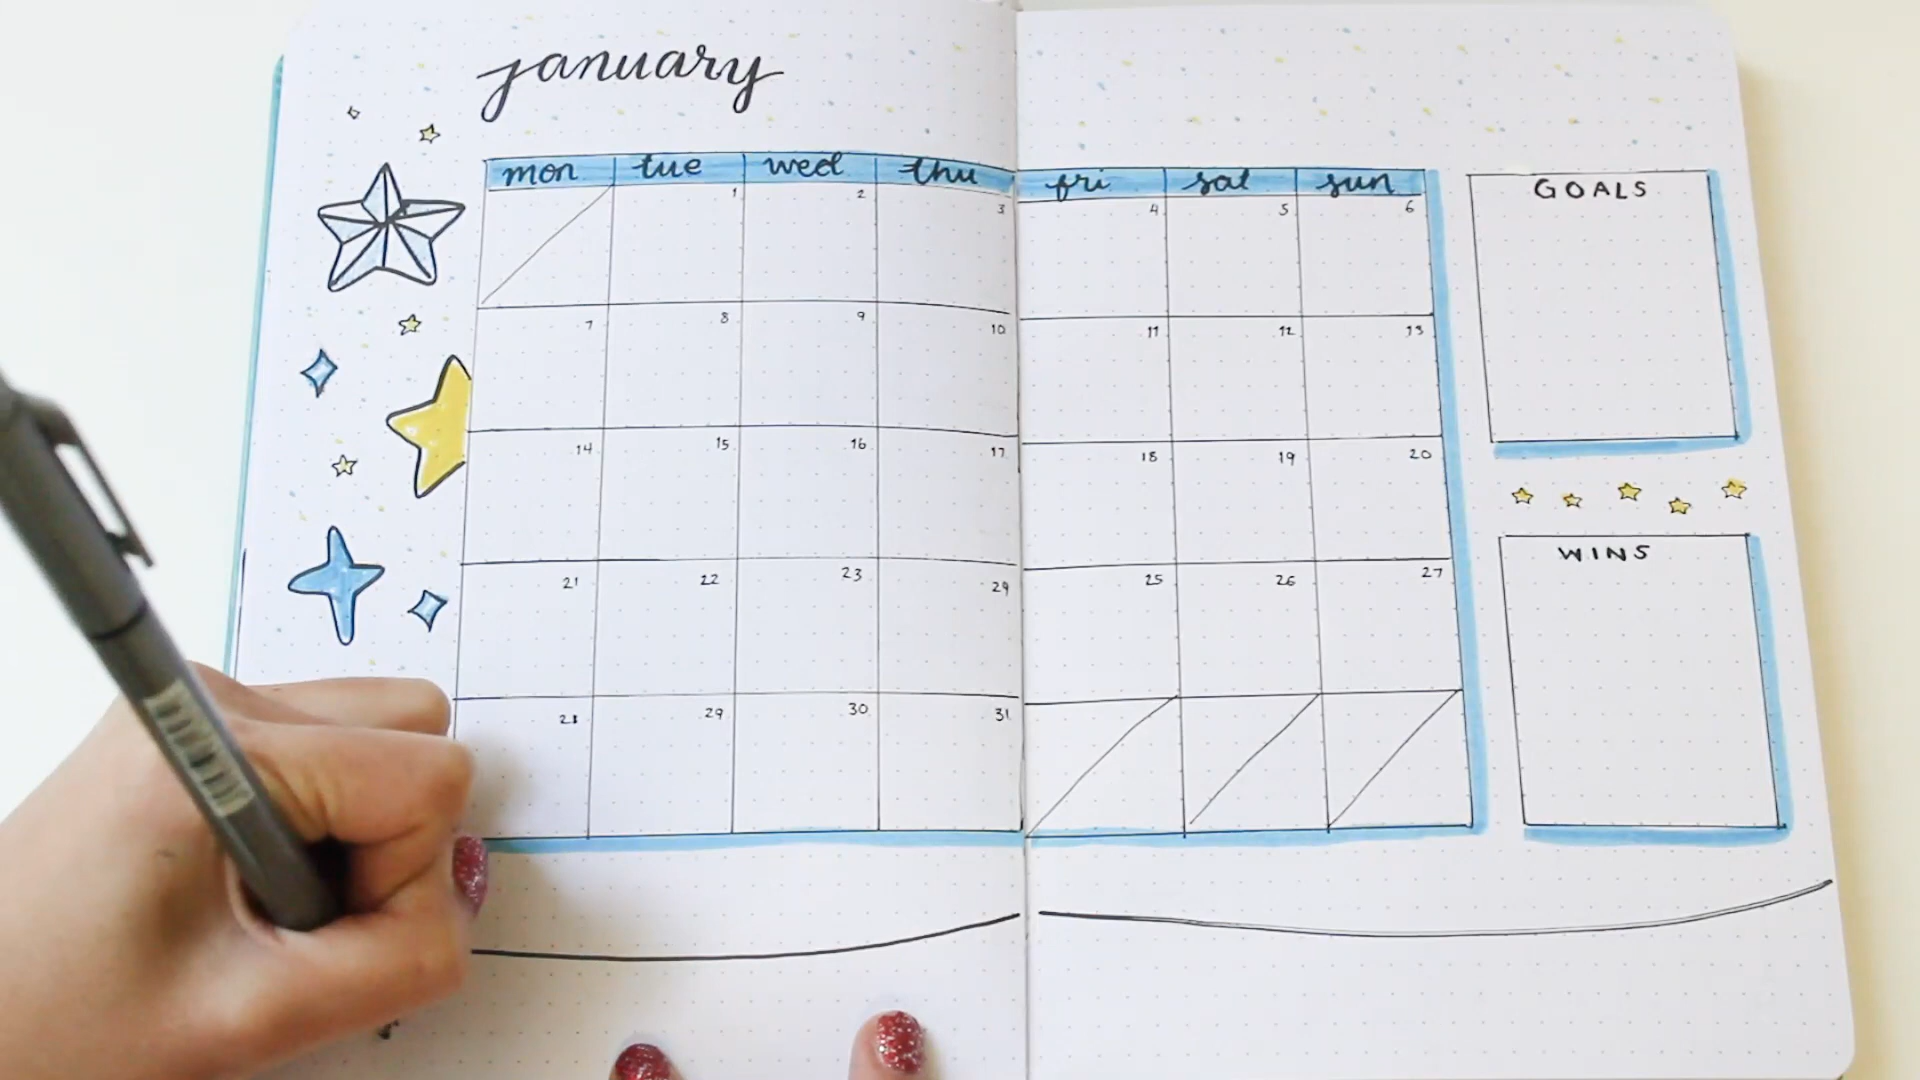 january
mon tue wed thu fri sat sun
1 2 3 4 5 6
7 8 9 10 11 12 13
14 15 16 17 18 19 20
21 22 23 24 25 26 27
28 29 30 31
GOALS
WINS